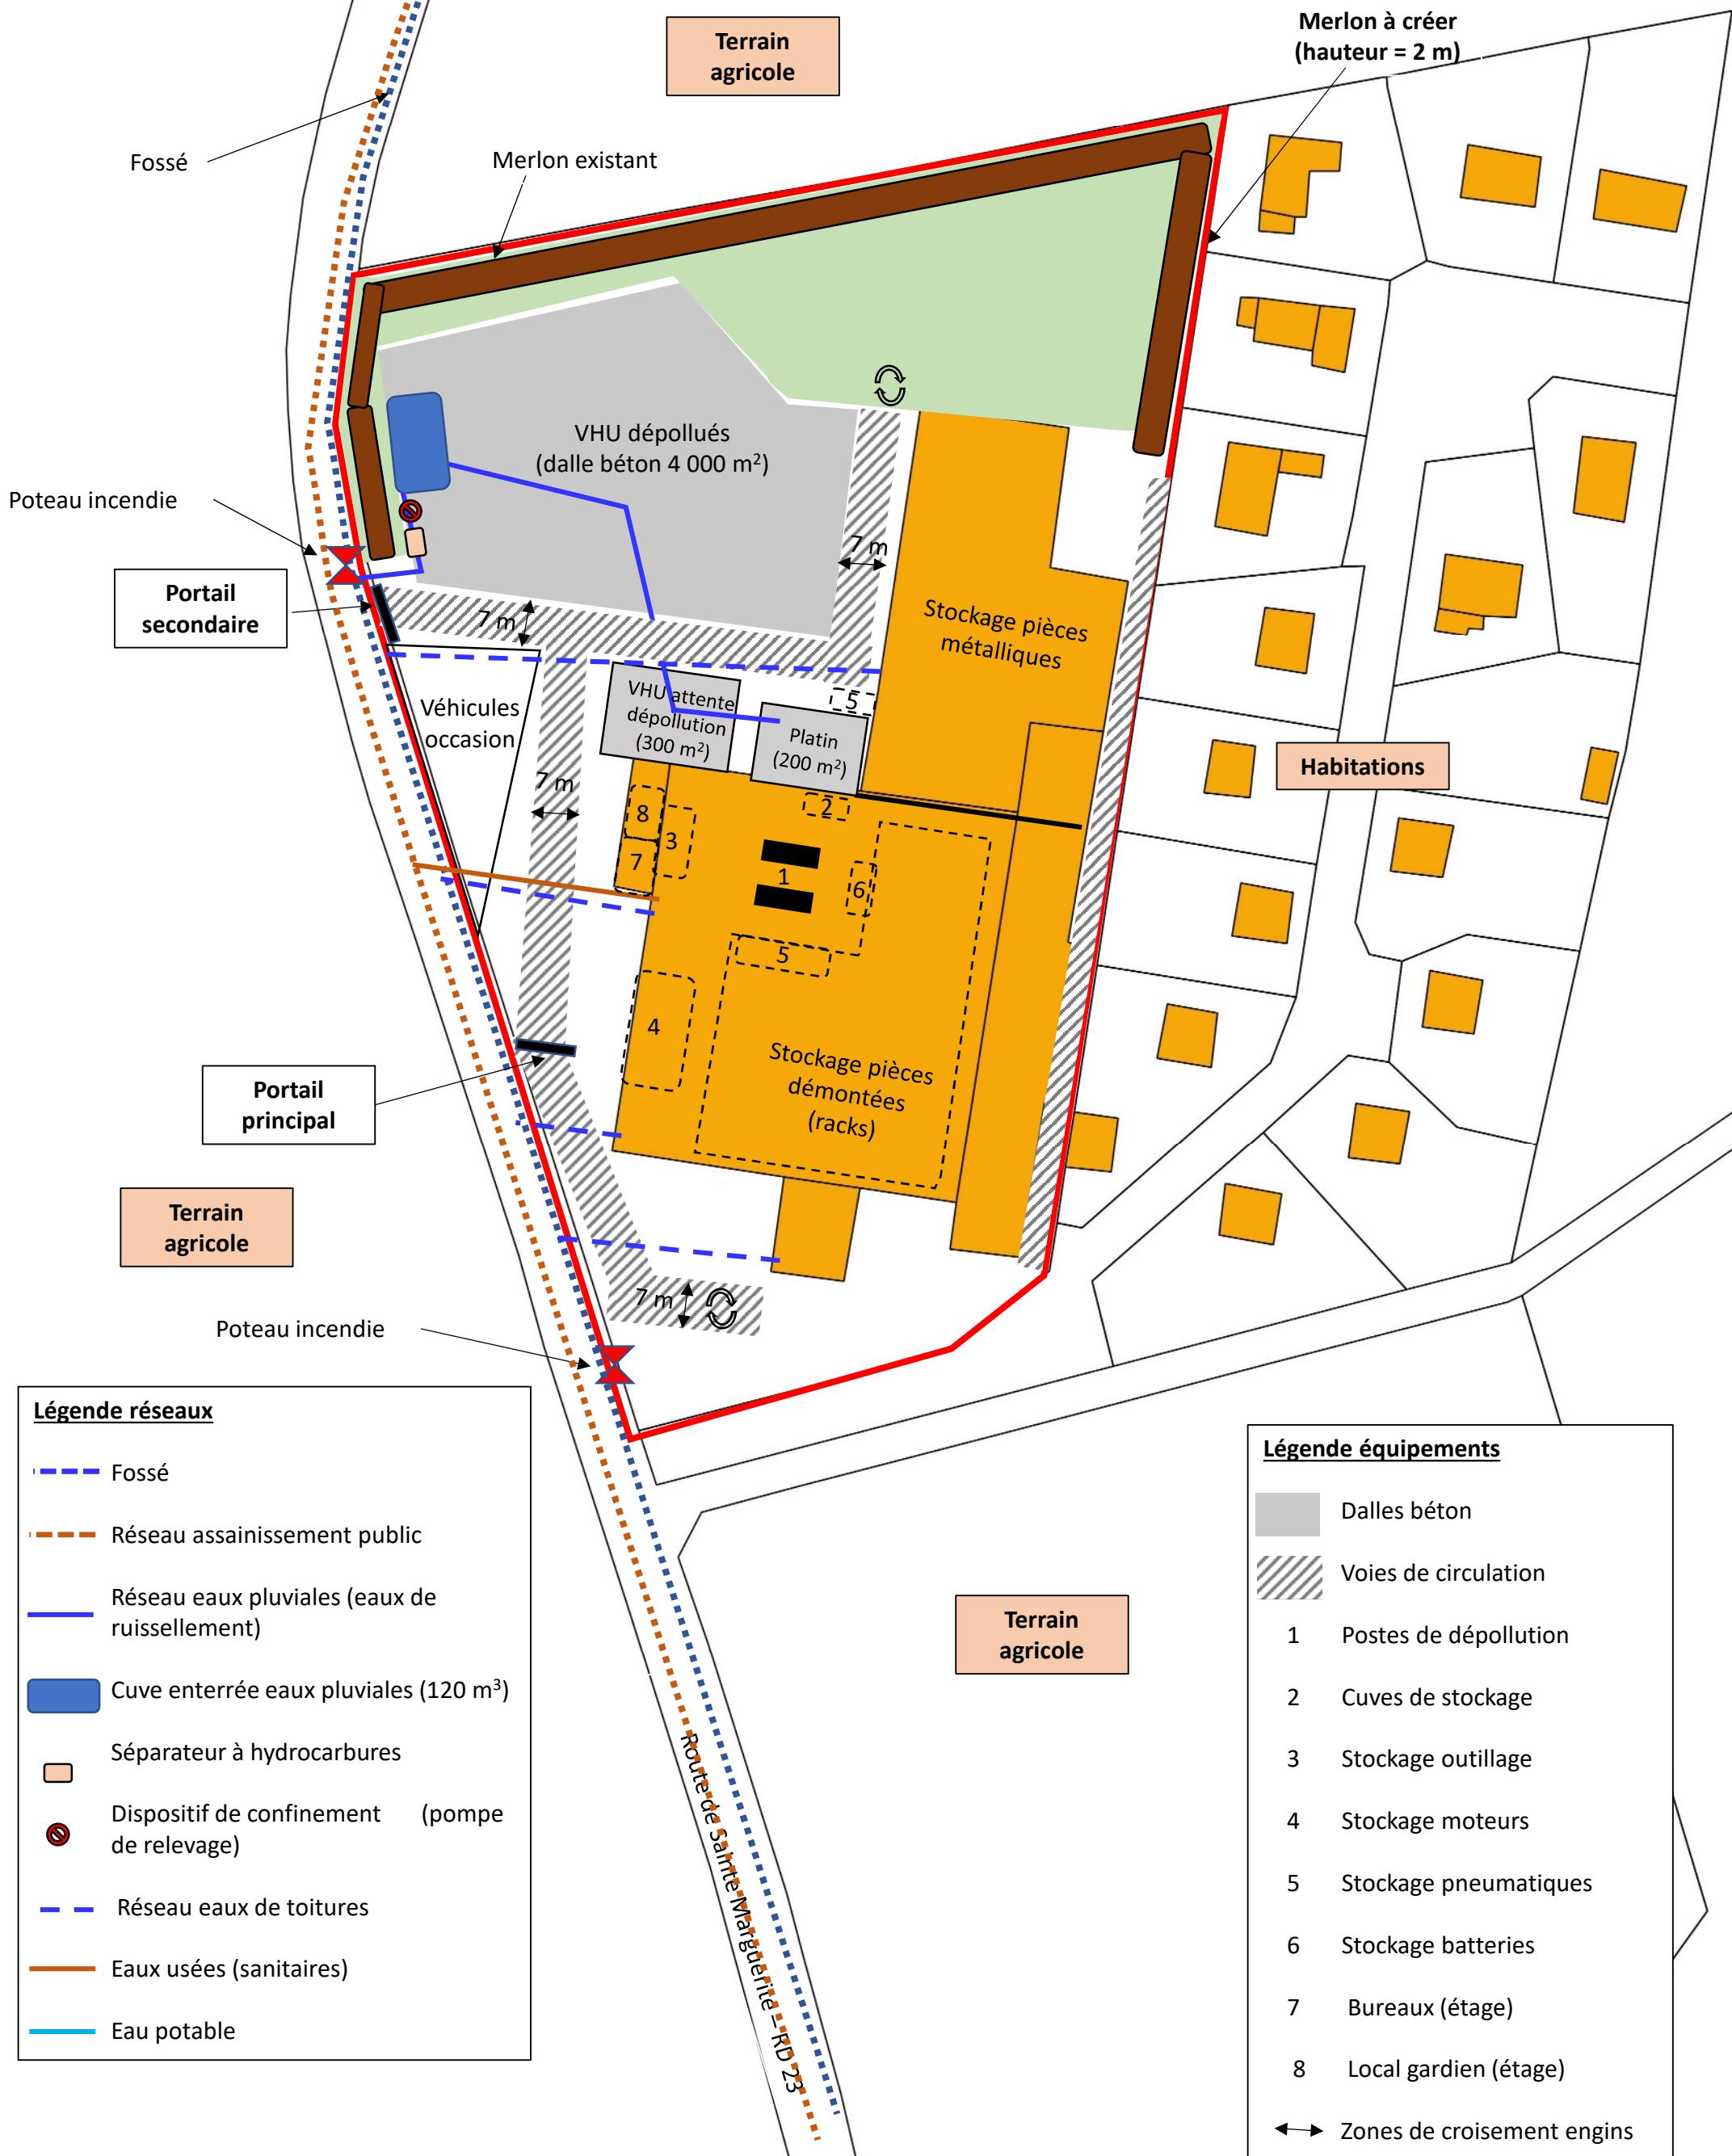 Terrain
agricole
Merlon à créer
(hauteur = 2 m)
Fossé
Merlon existant
VHU dépollués
(dalle béton 4 000 m²)
Poteau incendie
7 m
Portail
secondaire
7 m
Stockage pièces
métalliques
VHU attente
dépollution
(300 m²)
5
Platin
(200 m²)
Véhicules
occasion
Habitations
7 m
8
3
2
7
1
6
5
4
Stockage pièces
démontées
(racks)
Portail
principal
Terrain
agricole
7 m
Poteau incendie
Légende réseaux
Fossé
Réseau assainissement public
Réseau eaux pluviales (eaux de
ruissellement)
Cuve enterrée eaux pluviales (120 m³)
Séparateur à hydrocarbures
Dispositif de confinement (pompe
de relevage)
Réseau eaux de toitures
Eaux usées (sanitaires)
Eau potable
Route de Sainte Marguerite – RD 23
Terrain
agricole
Légende équipements
Dalles béton
Voies de circulation
1 Postes de dépollution
2 Cuves de stockage
3 Stockage outillage
4 Stockage moteurs
5 Stockage pneumatiques
6 Stockage batteries
7 Bureaux (étage)
8 Local gardien (étage)
Zones de croisement engins